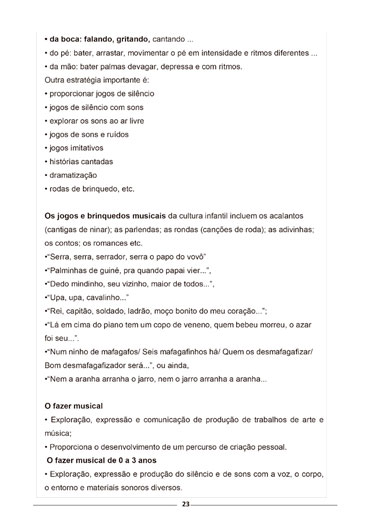 • da boca: falando, gritando, cantando ...
• do pé: bater, arrastar, movimentar o pé em intensidade e ritmos diferentes ...
• da mão: bater palmas devagar, depressa e com ritmos.
Outra estratégia importante é:
• proporcionar jogos de silêncio
• jogos de silêncio com sons
• explorar os sons ao ar livre
• jogos de sons e ruídos
• jogos imitativos
• histórias cantadas
• dramatização
• rodas de brinquedo, etc.
Os jogos e brinquedos musicais da cultura infantil incluem os acalantos
(cantigas de ninar); as parlendas; as rondas (canções de roda); as adivinhas;
os contos; os romances etc.
•"Serra, serra, serrador, serra o papo do vovô"
•"Palminhas de guiné, pra quando papai vier...",
•"Dedo mindinho, seu vizinho, maior de todos...",
•"Upa, upa, cavalinho..."
•"Rei, capitão, soldado, ladrão, moço bonito do meu coração...";
•"Lá em cima do piano tem um copo de veneno, quem bebeu morreu, o azar
foi seu...".
•"Num ninho de mafagafos/ Seis mafagafinhos há/ Quem os desmafagafizar/
Bom desmafagafizador será...", ou ainda,
•"Nem a aranha arranha o jarro, nem o jarro arranha a aranha...
O fazer musical
• Exploração, expressão e comunicação de produção de trabalhos de arte e
música;
• Proporciona o desenvolvimento de um percurso de criação pessoal.
O fazer musical de 0 a 3 anos
• Exploração, expressão e produção do silêncio e de sons com a voz, o corpo,
o entorno e materiais sonoros diversos.
23